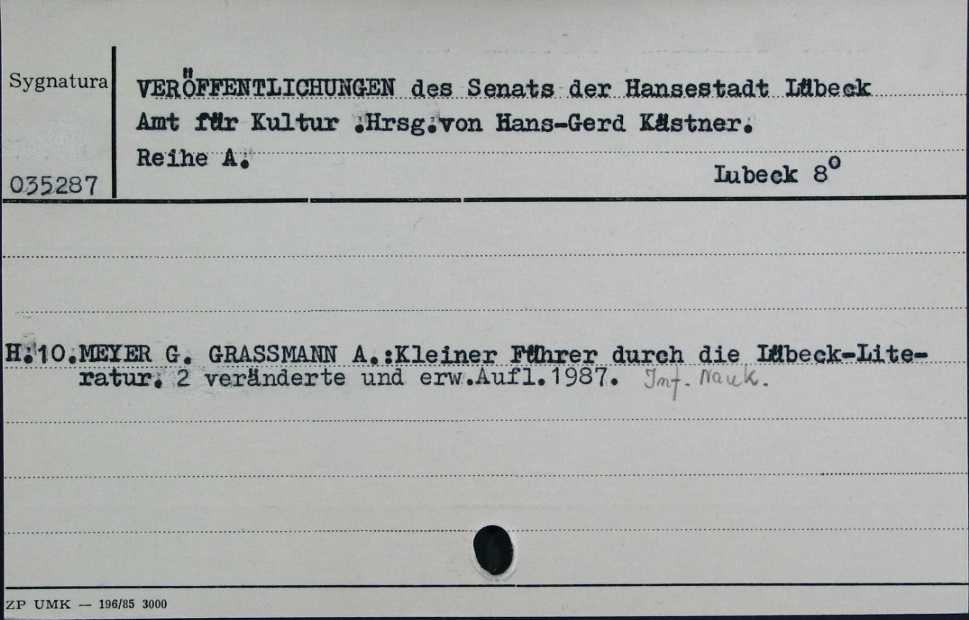 Sygnatura
035287
VERÖFFENTLICHUNGEN des Senats der Hansestadt Lübeck
Amt für Kultur .Hrsg.von Hans-Gerd Kästner.
Reihe A.
Lubeck 8°
H.10.MEYER G. GRASSMANN A.:Kleiner Führer durch die Lübeck-Lite-
ratur. 2 veränderte und erw.Aufl.1987. Inf. Nauk.
ZP UMK — 196/85 3000